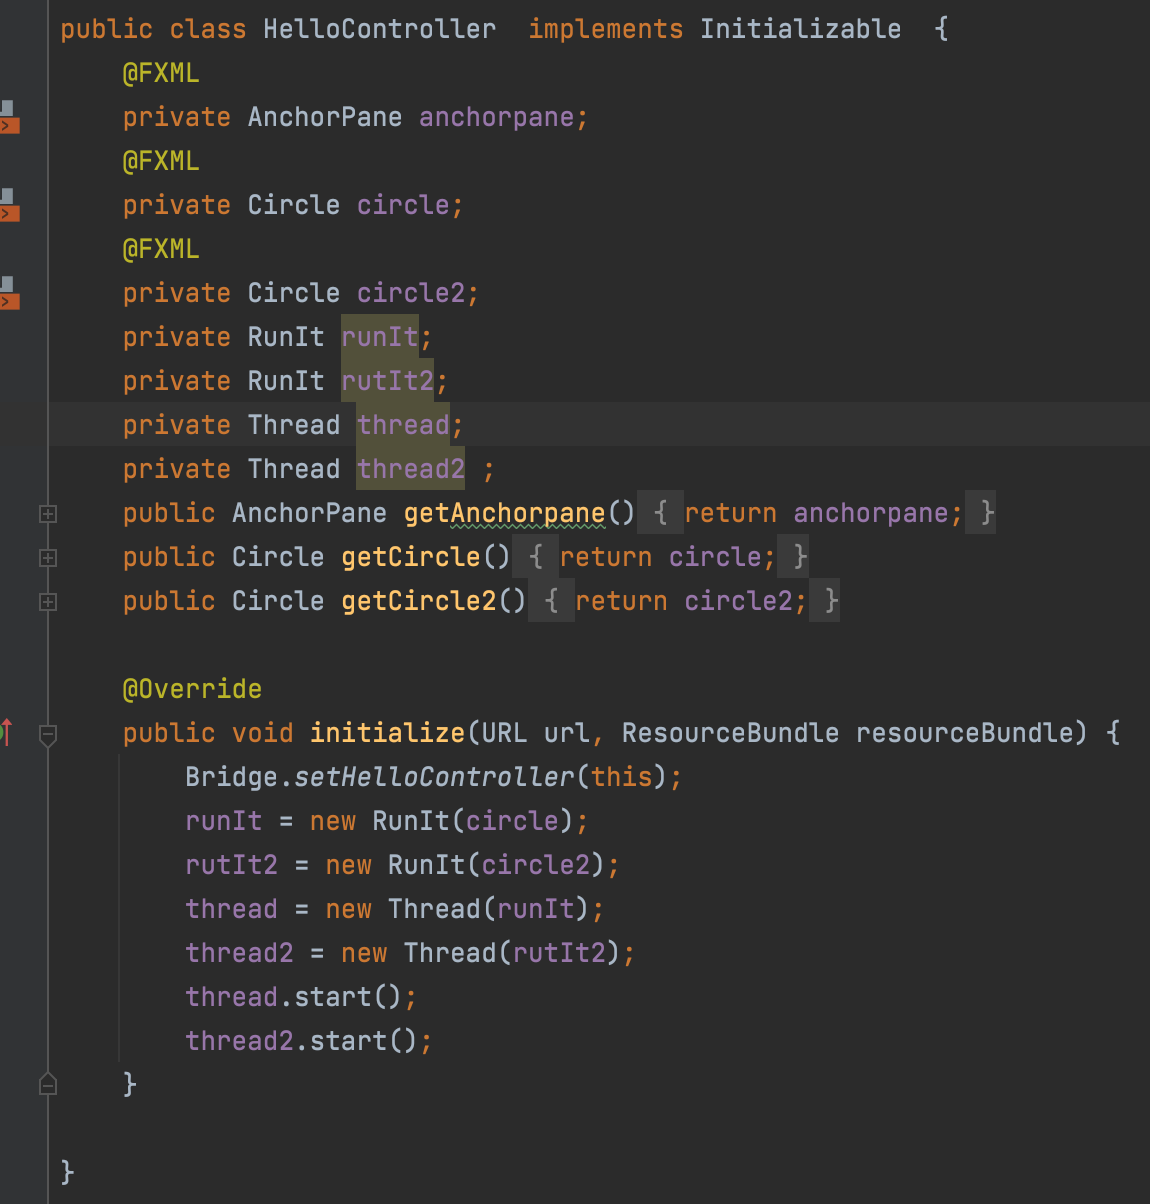 public class HelloController  implements Initializable  {
    @FXML
    private AnchorPane anchorpane;
    @FXML
    private Circle circle;
    @FXML
    private Circle circle2;
    private RunIt runIt;
    private RunIt rutIt2;
    private Thread thread;
    private Thread thread2 ;
    public AnchorPane getAnchorpane() { return anchorpane; }
    public Circle getCircle() { return circle; }
    public Circle getCircle2() { return circle2; }
    @Override
    public void initialize(URL url, ResourceBundle resourceBundle) {
        Bridge.setHelloController(this);
        runIt = new RunIt(circle);
        rutIt2 = new RunIt(circle2);
        thread = new Thread(runIt);
        thread2 = new Thread(rutIt2);
        thread.start();
        thread2.start();
    }
}